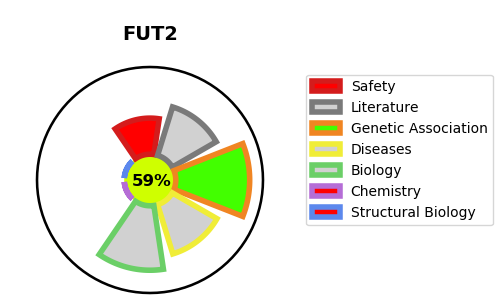 FUT2
59%
Safety
Literature
Genetic Association
Diseases
Biology
Chemistry
Structural Biology